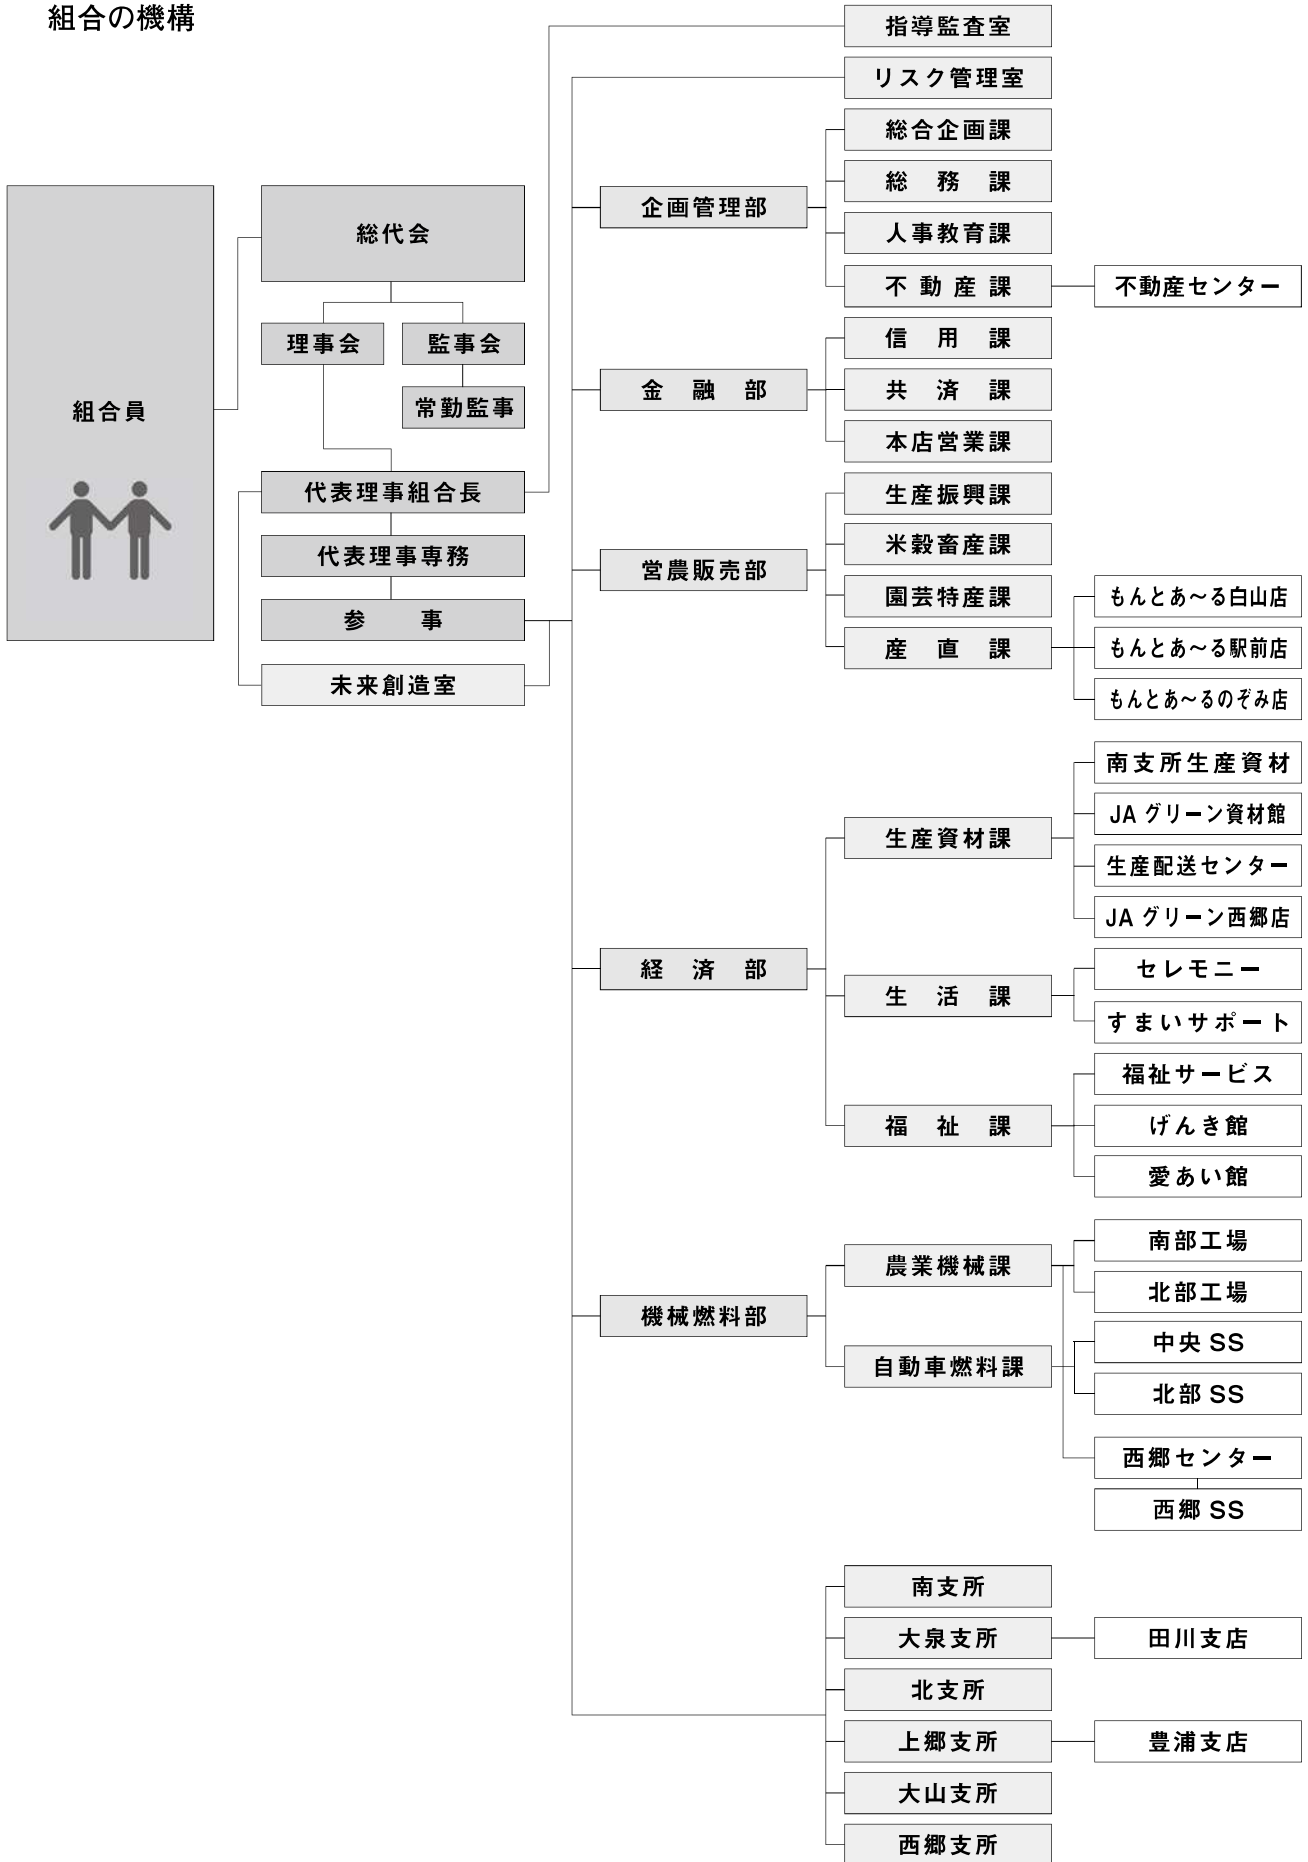 組合の機構
組合員
総代会
理事会
監事会
常勤監事
代表理事組合長
代表理事専務
参事
未来創造室
指導監査室
リスク管理室
企画管理部
総合企画課
総務課
人事教育課
不動産課
不動産センター
金融部
信用課
共済課
本店営業課
営農販売部
生産振興課
米穀畜産課
園芸特産課
産直課
もんとあ〜る白山店
もんとあ〜る駅前店
もんとあ〜るのぞみ店
経済部
生産資材課
南支所生産資材
JAグリーン資材館
生産配送センター
JAグリーン西郷店
生活課
セレモニー
すまいサポート
福祉課
福祉サービス
げんき館
愛あい館
機械燃料部
農業機械課
南部工場
北部工場
自動車燃料課
中央SS
北部SS
西郷センター
西郷SS
南支所
大泉支所
田川支店
北支所
上郷支所
豊浦支店
大山支所
西郷支所